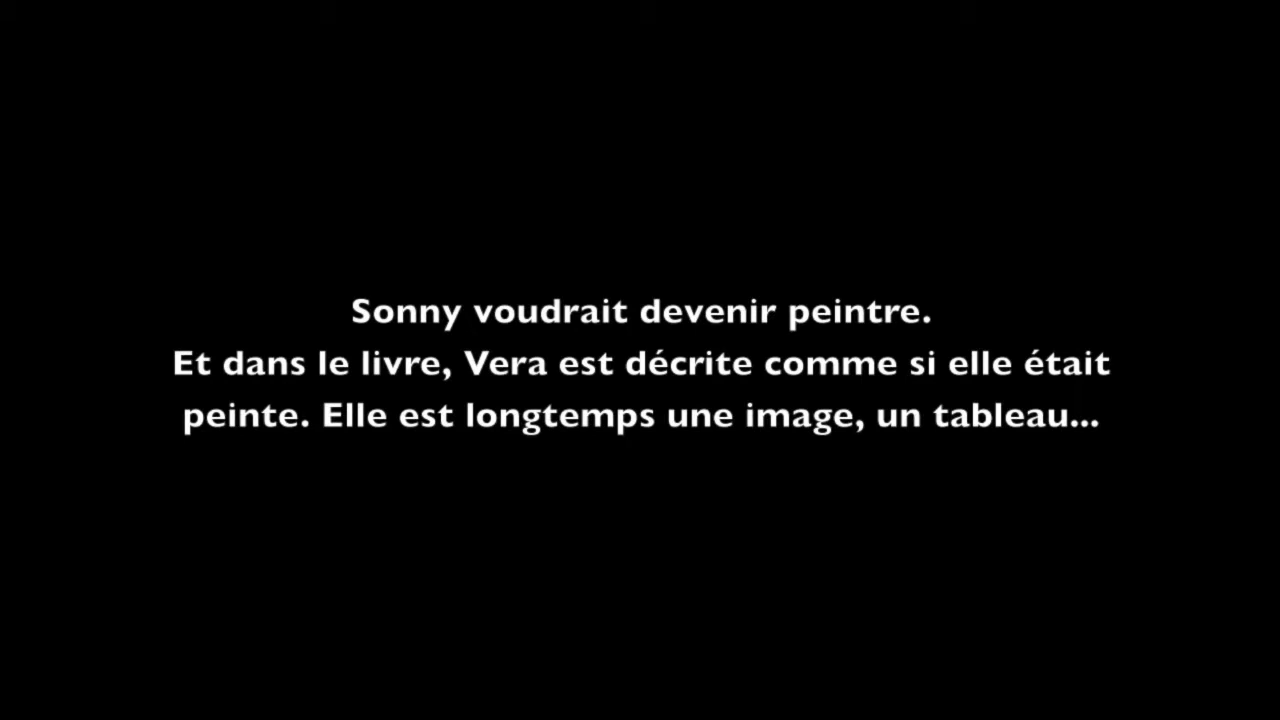 Sonny voudrait devenir peintre.
Et dans le livre, Vera est décrite comme si elle était
peinte. Elle est longtemps une image, un tableau...